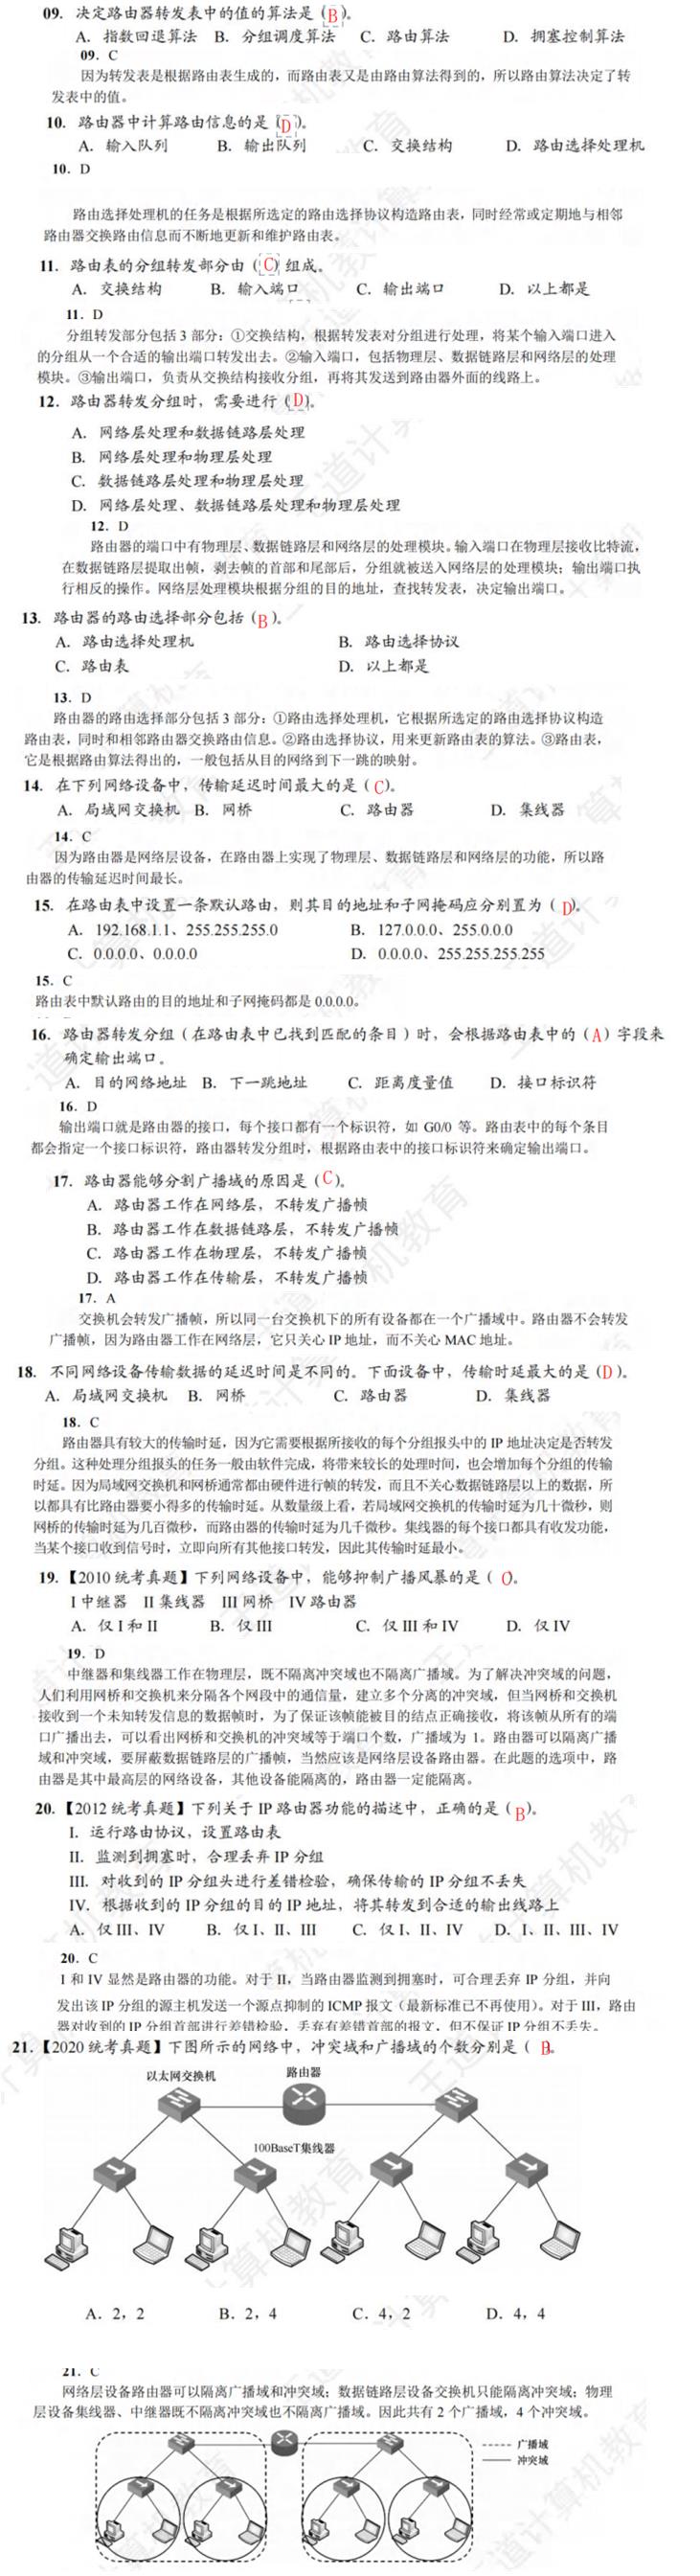 09. 决定路由器转发表中的值的算法是（B）。
A. 指数回退算法 B. 分组调度算法 C. 路由算法 D. 拥塞控制算法
09. C
因为转发表是根据路由表生成的，而路由表又是由路由算法得到的，所以路由算法决定了转
发表中的值。
10. 路由器中计算路由信息的是（D）。
A. 输入队列 B. 输出队列 C. 交换结构 D. 路由选择处理机
10. D
路由选择处理机的任务是根据所选定的路由选择协议构造路由表，同时经常或定期地与相邻
路由器交换路由信息而不断地更新和维护路由表。
11. 路由表的分组转发部分由（C）组成。
A. 交换结构 B. 输入端口 C. 输出端口 D. 以上都是
11. D
分组转发部分包括 3 部分：①交换结构，根据转发表对分组进行处理，将某个输入端口进入
的分组从一个合适的输出端口转发出去。②输入端口，包括物理层、数据链路层和网络层的处理
模块。③输出端口，负责从交换结构接收分组，再将其发送到路由器外面的线路上。
12. 路由器转发分组时，需要进行（D）。
A. 网络层处理和数据链路层处理
B. 网络层处理和物理层处理
C. 数据链路层处理和物理层处理
D. 网络层处理、数据链路层处理和物理层处理
12. D
路由器的端口中有物理层、数据链路层和网络层的处理模块。输入端口在物理层接收比特流，
在数据链路层提取出帧，剥去帧的首部和尾部后，分组就被送入网络层的处理模块；输出端口执
行相反的操作。网络层处理模块根据分组的目的地址，查找转发表，决定输出端口。
13. 路由器的路由选择部分包括（B）。
A. 路由选择处理机 B. 路由选择协议
C. 路由表 D. 以上都是
13. D
路由器的路由选择部分包括 3 部分：①路由选择处理机，它根据所选定的路由选择协议构造
路由表，同时和相邻路由器交换路由信息。②路由选择协议，用来更新路由表的算法。③路由表，
它是根据路由算法得出的，一般包括从目的网络到下一跳的映射。
14. 在下列网络设备中，传输延迟时间最大的是（C）。
A. 局域网交换机 B. 网桥 C. 路由器 D. 集线器
14. C
因为路由器是网络层设备，在路由器上实现了物理层、数据链路层和网络层的功能，所以路
由器的传输延迟时间最长。
15. 在路由表中设置一条默认路由，则其目的地址和子网掩码应分别置为（D）。
A. 192.168.1.1、255.255.255.0 B. 127.0.0.0、255.0.0.0
C. 0.0.0.0、0.0.0.0 D. 0.0.0.0、255.255.255.255
15. C
路由表中默认路由的目的地址和子网掩码都是 0.0.0.0。
16. 路由器转发分组（在路由表中已找到匹配的条目）时，会根据路由表中的（A）字段来
确定输出端口。
A. 目的网络地址 B. 下一跳地址 C. 距离度量值 D. 接口标识符
16. D
输出端口就是路由器的接口，每个接口都有一个标识符，如 G0/0 等。路由表中的每个条目
都会指定一个接口标识符，路由器转发分组时，根据路由表中的接口标识符来确定输出端口。
17. 路由器能够分割广播域的原因是（C）。
A. 路由器工作在网络层，不转发广播帧
B. 路由器工作在数据链路层，不转发广播帧
C. 路由器工作在物理层，不转发广播帧
D. 路由器工作在传输层，不转发广播帧
17. A
交换机会转发广播帧，所以同一台交换机下的所有设备都在一个广播域中。路由器不会转发
广播帧，因为路由器工作在网络层，它只关心 IP 地址，而不关心 MAC 地址。
18. 不同网络设备传输数据的延迟时间是不同的。下面设备中，传输时延最大的是（D）。
A. 局域网交换机 B. 网桥 C. 路由器 D. 集线器
18. C
路由器具有较大的传输时延，因为它需要根据所接收的每个分组报头中的 IP 地址决定是否转发
分组。这种处理分组报头的任务一般由软件完成，将带来较长的处理时间，也会增加每个分组的传输
时延。因为局域网交换机和网桥通常都由硬件进行帧的转发，而且不关心数据链路层以上的数据，所
以都具有比路由器要小得多的传输时延。从数量级上看，若局域网交换机的传输时延为几十微秒，则
网桥的传输时延为几百微秒，而路由器的传输时延为几千微秒。集线器的每个接口都具有收发功能，
当某个接口收到信号时，立即向所有其他接口转发，因此其传输时延最小。
19. 【2010 统考真题】下列网络设备中，能够抑制广播风暴的是（C）。
I 中继器 II 集线器 III 网桥 IV 路由器
A. 仅 I 和 II B. 仅 III C. 仅 III 和 IV D. 仅 IV
19. D
中继器和集线器工作在物理层，既不隔离冲突域也不隔离广播域。为了解决冲突域的问题，
人们利用网桥和交换机来分隔各个网段中的通信量，建立多个分离的冲突域，但当网桥和交换机
接收到一个未知转发信息的数据帧时，为了保证该帧能被目的结点正确接收，将该帧从所有的端
口广播出去，可以看出网桥和交换机的冲突域等于端口个数，广播域为 1。路由器可以隔离广播
域和冲突域，要屏蔽数据链路层的广播帧，当然应该是网络层设备路由器。在此题的选项中，路
由器是其中最高层的网络设备，其他设备能隔离的，路由器一定能隔离。
20. 【2012 统考真题】下列关于 IP 路由器功能的描述中，正确的是（B）。
I. 运行路由协议，设置路由表
II. 监测到拥塞时，合理丢弃 IP 分组
III. 对收到的 IP 分组头进行差错检验，确保传输的 IP 分组不丢失
IV. 根据收到的 IP 分组的目的 IP 地址，将其转发到合适的输出线路上
A. 仅 III、IV B. 仅 I、II、III C. 仅 I、II、IV D. I、II、III、IV
20. C
I 和 IV 显然是路由器的功能。对于 II，当路由器监测到拥塞时，可合理丢弃 IP 分组，并向
发出该 IP 分组的源主机发送一个源点抑制的 ICMP 报文（最新标准已不再使用）。对于 III，路由
器对收到的 IP 分组首部进行差错检验，丢弃有差错首部的报文，但不保证 IP 分组不丢失。
21. 【2020 统考真题】下图所示的网络中，冲突域和广播域的个数分别是（B）。
以太网交换机 路由器
100BaseT集线器
A. 2，2 B. 2，4 C. 4，2 D. 4，4
21. C
网络层设备路由器可以隔离广播域和冲突域；数据链路层设备交换机只能隔离冲突域；物理
层设备集线器、中继器既不隔离冲突域也不隔离广播域。因此共有 2 个广播域，4 个冲突域。
广播域
冲突域